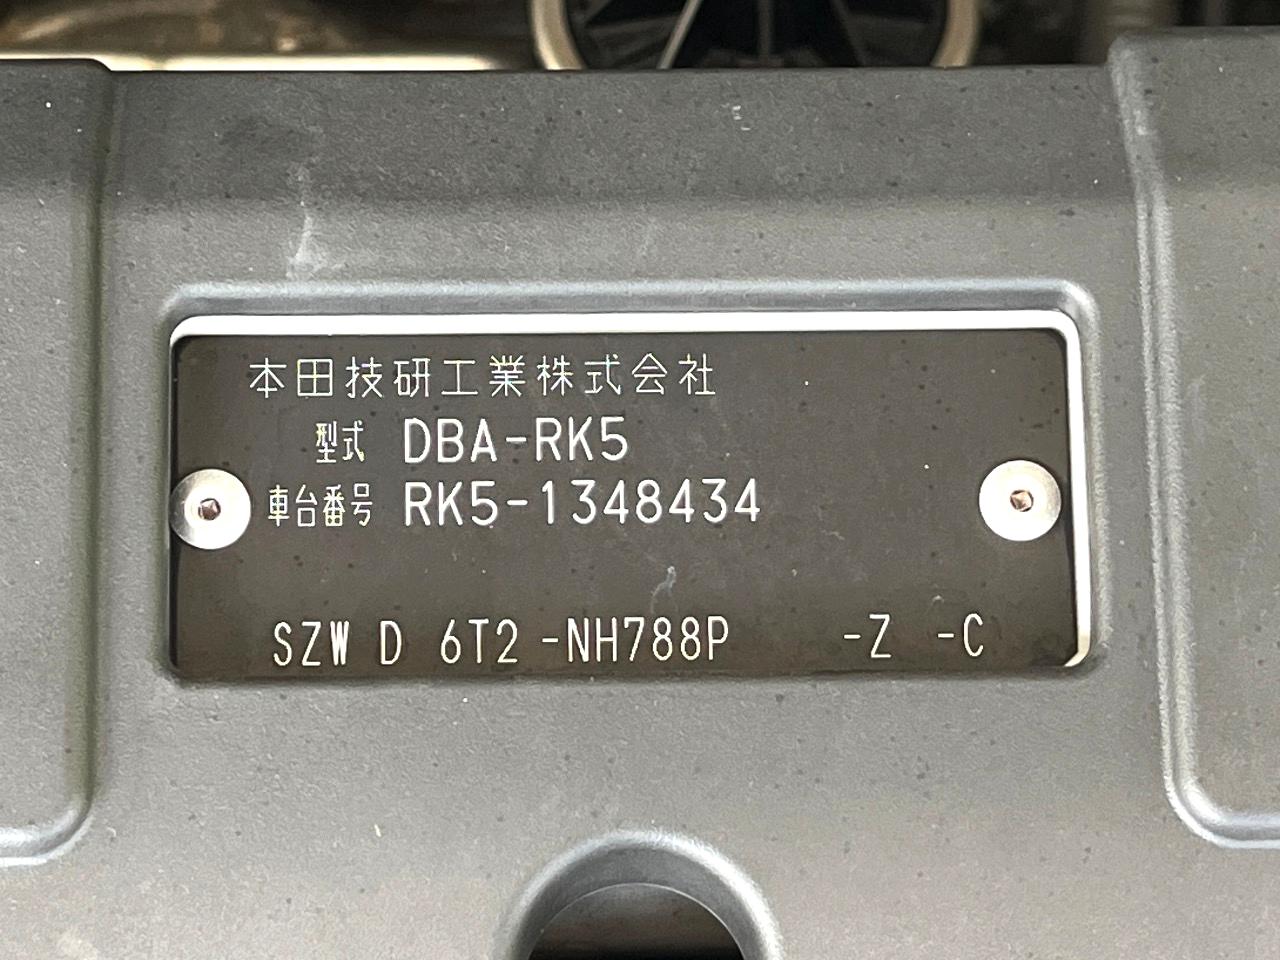 本田技研工業株式会社
型式 DBA-RK5
車台番号 RK5-1348434
SZW D 6T2 -NH788P -Z -C